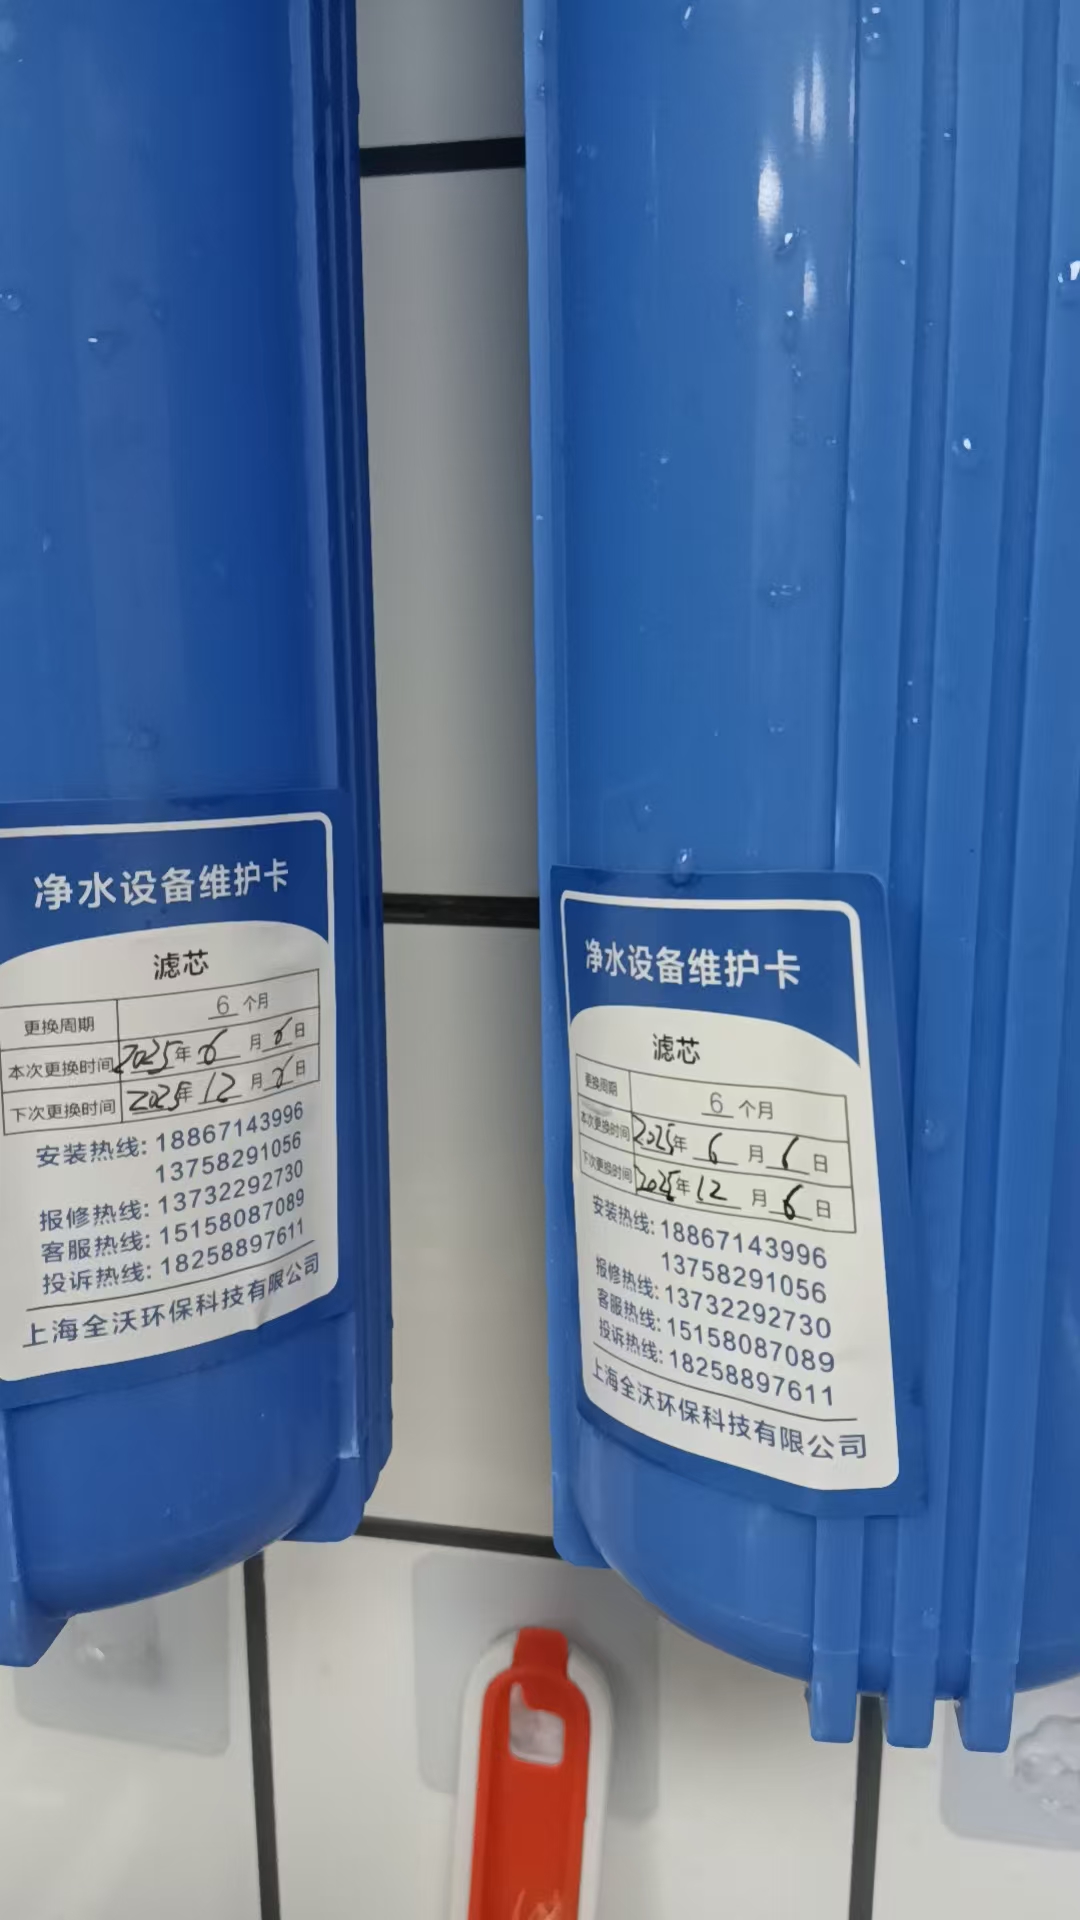 净水设备维护卡
滤芯
更换周期 6 个月
本次更换时间 2025年 6 月 6 日
下次更换时间 2025年 12 月 6 日
安装热线: 18867143996
13758291056
报修热线: 13732292730
客服热线: 15158087089
投诉热线: 18258897611
上海全沃环保科技有限公司
净水设备维护卡
滤芯
更换周期 6 个月
本次更换时间 2025年 6 月 6 日
下次更换时间 2025年 12 月 6 日
安装热线: 18867143996
13758291056
报修热线: 13732292730
客服热线: 15158087089
投诉热线: 18258897611
上海全沃环保科技有限公司